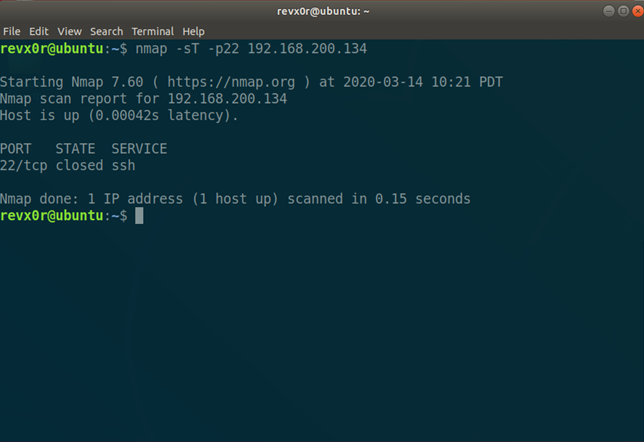 revx0r@ubuntu: ~
File Edit View Search Terminal Help
revx0r@ubuntu:~$ nmap -sT -p22 192.168.200.134
Starting Nmap 7.60 ( https://nmap.org ) at 2020-03-14 10:21 PDT
Nmap scan report for 192.168.200.134
Host is up (0.00042s latency).
PORT   STATE  SERVICE
22/tcp closed ssh
Nmap done: 1 IP address (1 host up) scanned in 0.15 seconds
revx0r@ubuntu:~$